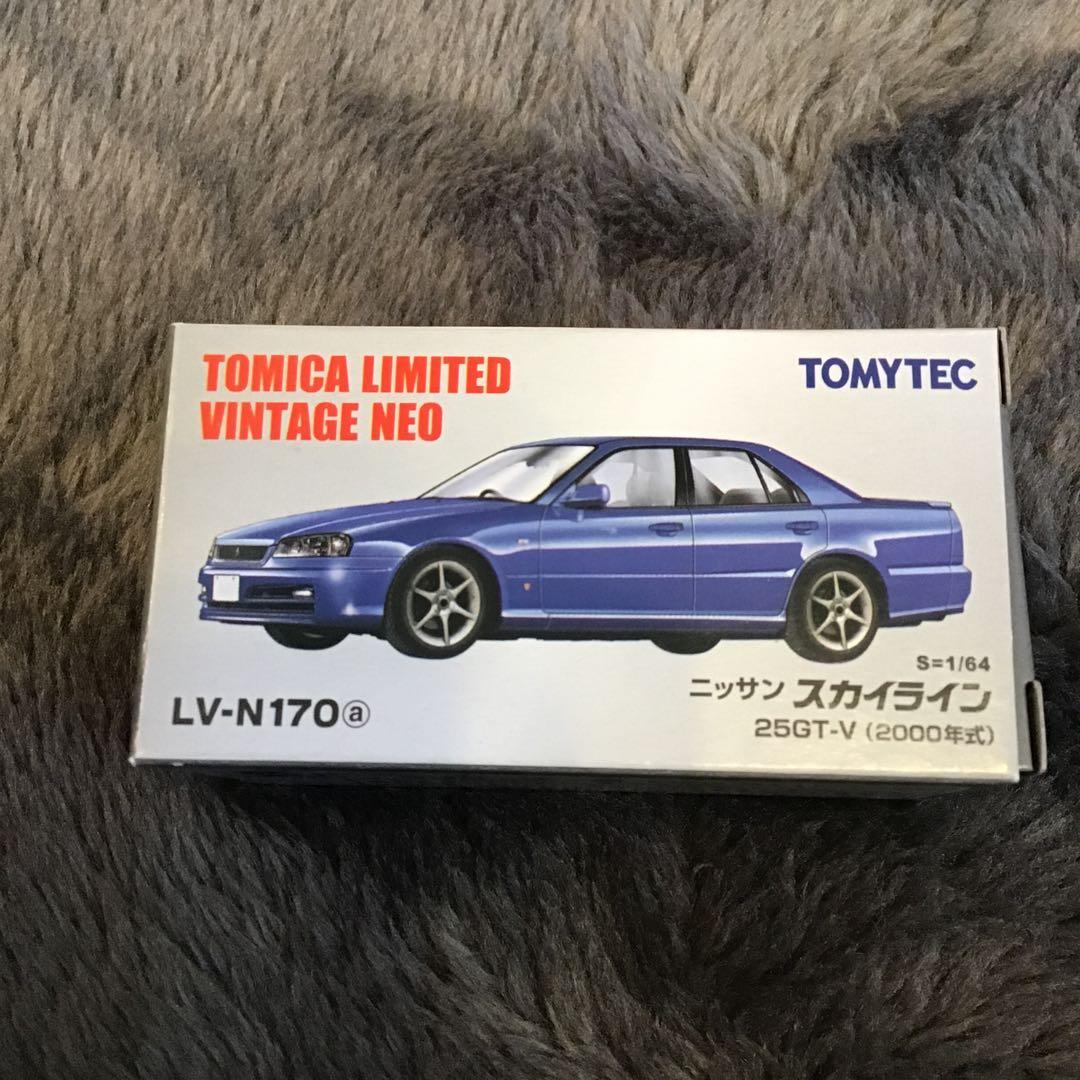 TOMICA LIMITED
VINTAGE NEO
TOMYTEC
S=1/64
ニッサン スカイライン
25GT-V (2000年式)
LV-N170ⓐ